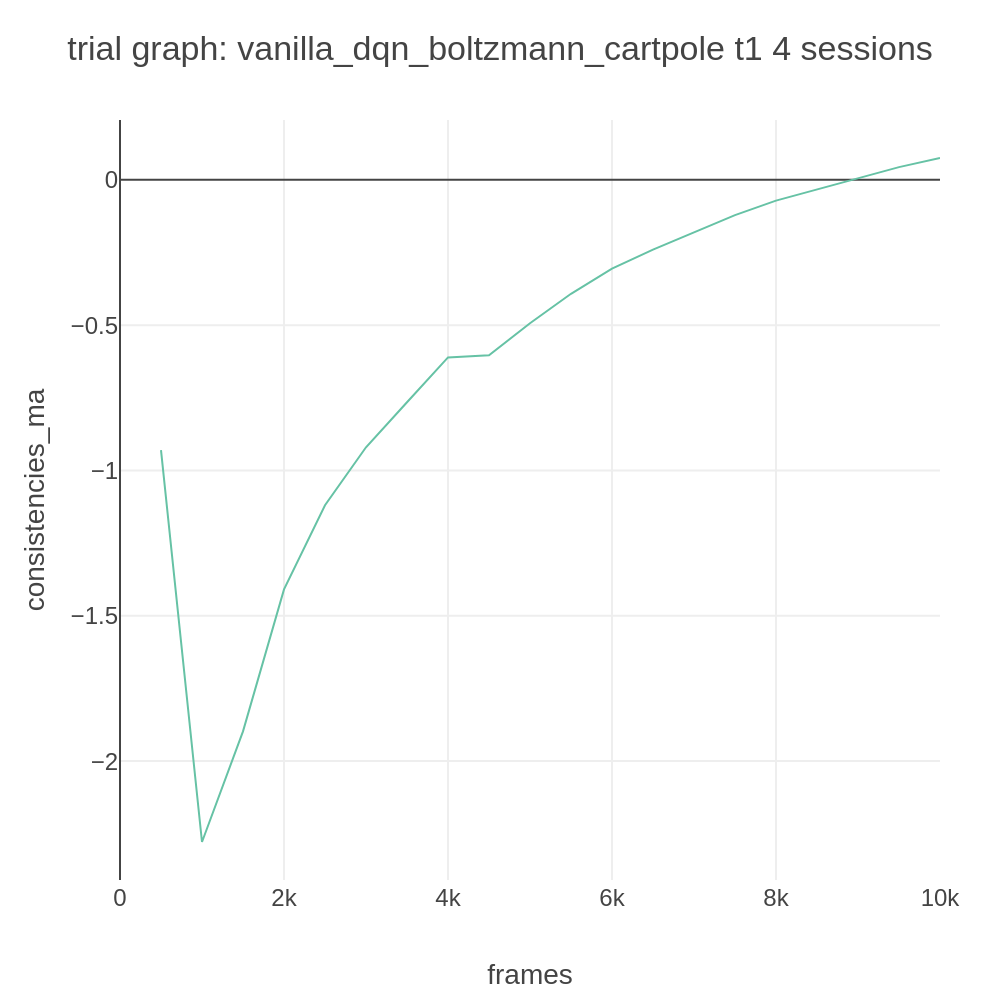 trial graph: vanilla_dqn_boltzmann_cartpole t1 4 sessions
0
−0.5
−1
−1.5
−2
consistencies_ma
0 2k 4k 6k 8k 10k
frames